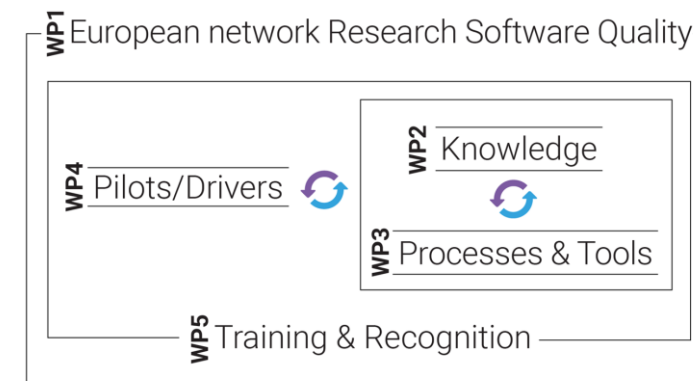 WP1 European network Research Software Quality
WP2 Knowledge
WP4 Pilots/Drivers
WP3 Processes & Tools
WP5 Training & Recognition